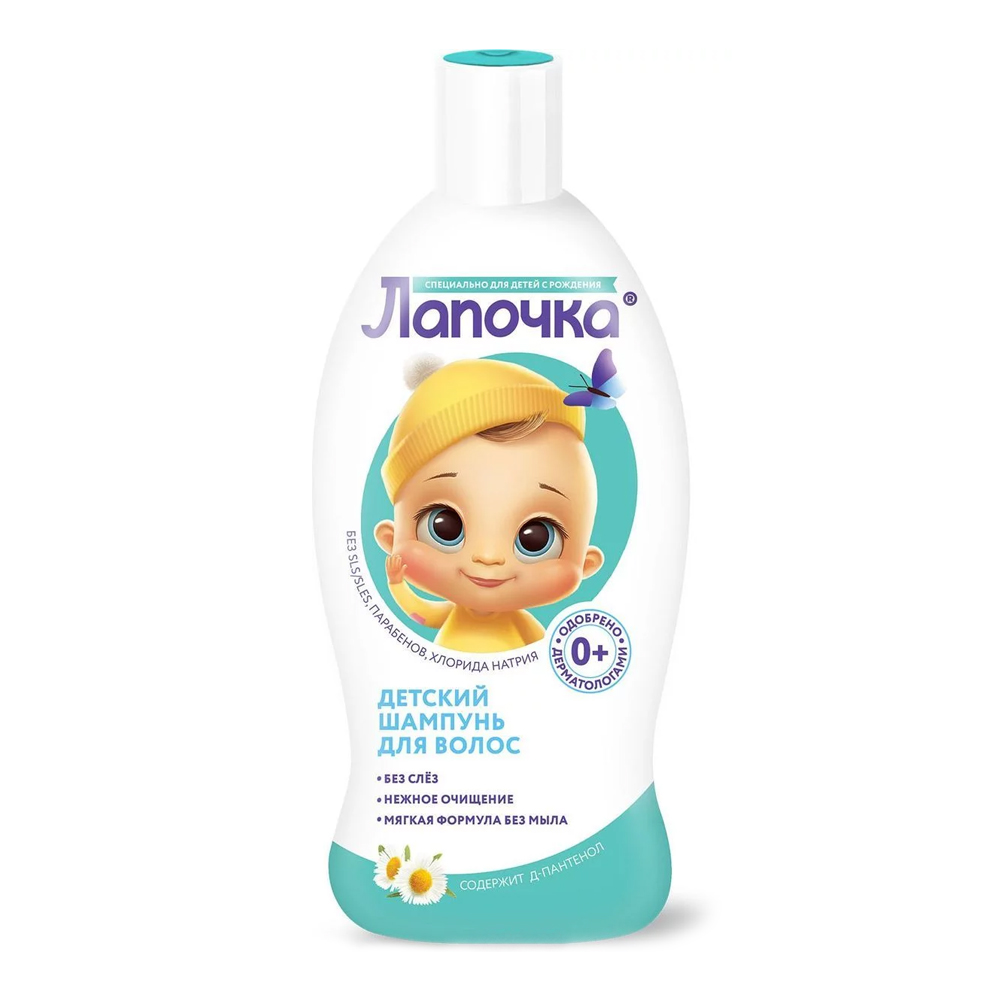 СПЕЦИАЛЬНО ДЛЯ ДЕТЕЙ С РОЖДЕНИЯ
Лапочка®
БЕЗ SLS/SLES, ПАРАБЕНОВ, ХЛОРИДА НАТРИЯ
ОДОБРЕНО
0+
ДЕРМАТОЛОГАМИ
ДЕТСКИЙ
ШАМПУНЬ
ДЛЯ ВОЛОС
• БЕЗ СЛЁЗ
• НЕЖНОЕ ОЧИЩЕНИЕ
• МЯГКАЯ ФОРМУЛА БЕЗ МЫЛА
СОДЕРЖИТ Д-ПАНТЕНОЛ